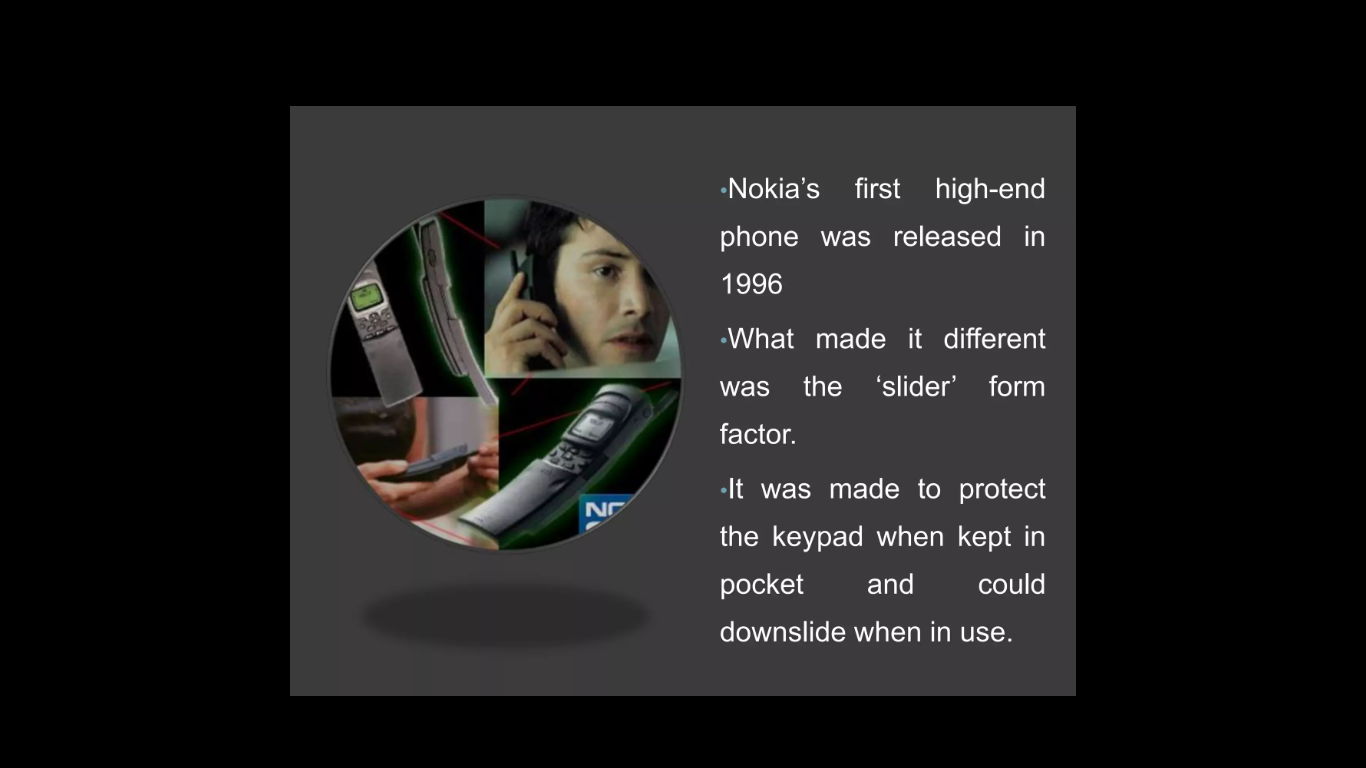 •Nokia’s first high-end
phone was released in
1996
•What made it different
was the ‘slider’ form
factor.
•It was made to protect
the keypad when kept in
pocket and could
downslide when in use.